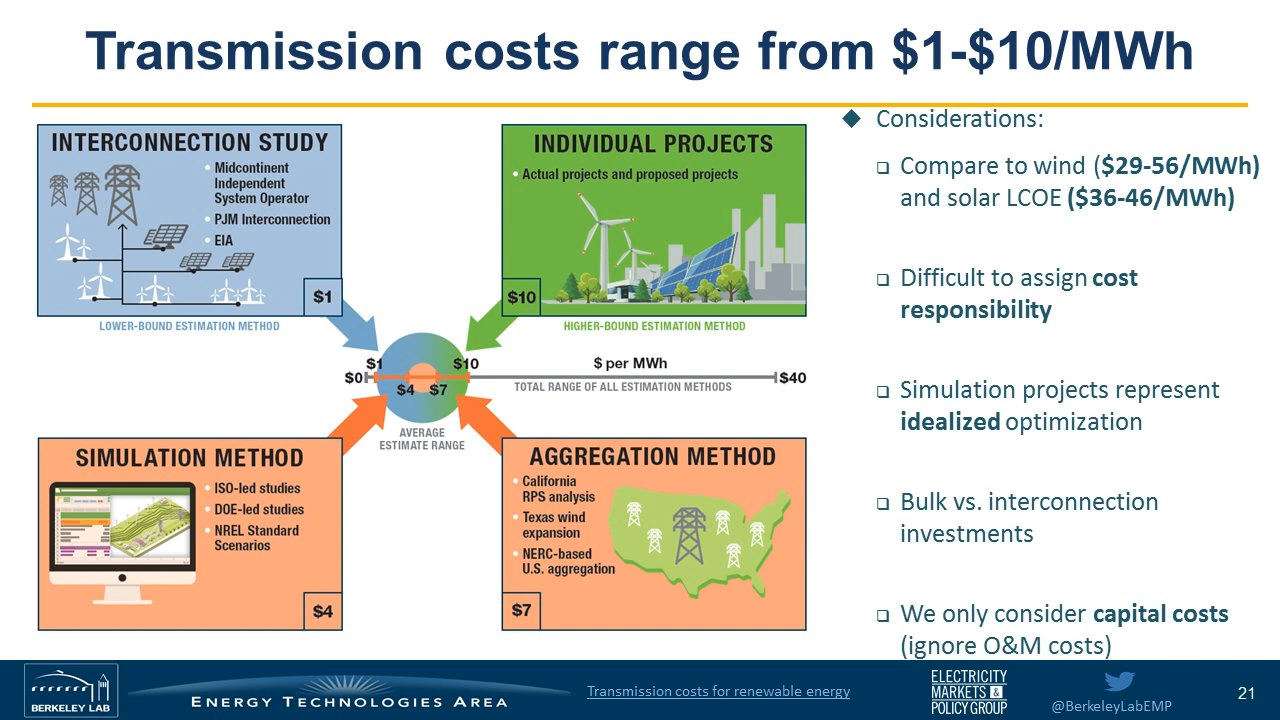 Transmission costs range from $1-$10/MWh
INTERCONNECTION STUDY
• Midcontinent
Independent
System Operator
• PJM Interconnection
• EIA
$1
LOWER-BOUND ESTIMATION METHOD
INDIVIDUAL PROJECTS
• Actual projects and proposed projects
$10
HIGHER-BOUND ESTIMATION METHOD
$1
$10
$ per MWh
$0
$40
$4
$7
TOTAL RANGE OF ALL ESTIMATION METHODS
AVERAGE
ESTIMATE RANGE
SIMULATION METHOD
• ISO-led studies
• DOE-led studies
• NREL Standard
Scenarios
$4
AGGREGATION METHOD
• California
RPS analysis
• Texas wind
expansion
• NERC-based
U.S. aggregation
$7
Considerations:
Compare to wind ($29-56/MWh)
and solar LCOE ($36-46/MWh)
Difficult to assign cost
responsibility
Simulation projects represent
idealized optimization
Bulk vs. interconnection
investments
We only consider capital costs
(ignore O&M costs)
BERKELEY LAB
ENERGY TECHNOLOGIES AREA
Transmission costs for renewable energy
ELECTRICITY
MARKETS &
POLICY GROUP
@BerkeleyLabEMP
21